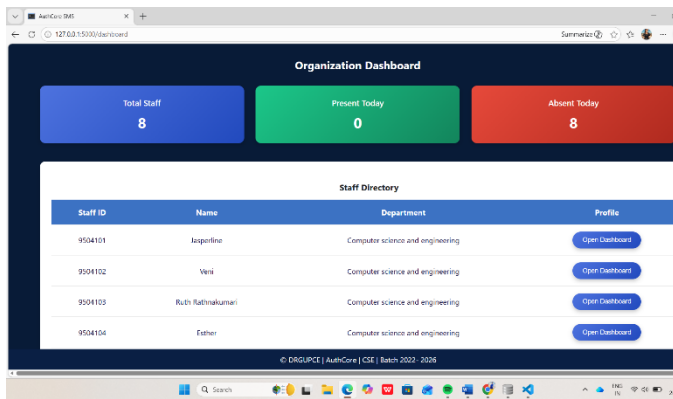 AuthCore SMS
127.0.0.1:5000/dashboard
Summarize
Organization Dashboard
Total Staff
8
Present Today
0
Absent Today
8
Staff Directory
Staff ID Name Department Profile
9504101 Jasperline Computer science and engineering Open Dashboard
9504102 Veni Computer science and engineering Open Dashboard
9504103 Ruth Rathnakumari Computer science and engineering Open Dashboard
9504104 Esther Computer science and engineering Open Dashboard
© DRGUPCE | AuthCore | CSE | Batch 2022- 2026
Search
ENG
IN